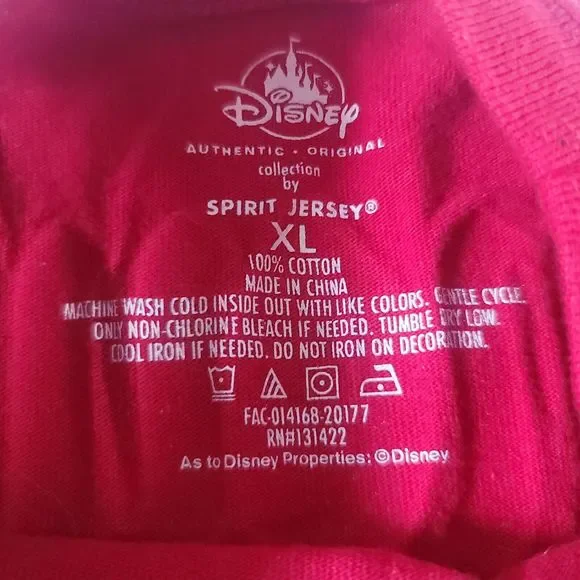 Disney
AUTHENTIC • ORIGINAL
collection
by
SPIRIT JERSEY®
XL
100% COTTON
MADE IN CHINA
MACHINE WASH COLD INSIDE OUT WITH LIKE COLORS. GENTLE CYCLE.
ONLY NON-CHLORINE BLEACH IF NEEDED. TUMBLE DRY LOW.
COOL IRON IF NEEDED. DO NOT IRON ON DECORATION.
FAC-014168-20177
RN#131422
As to Disney Properties: ©Disney